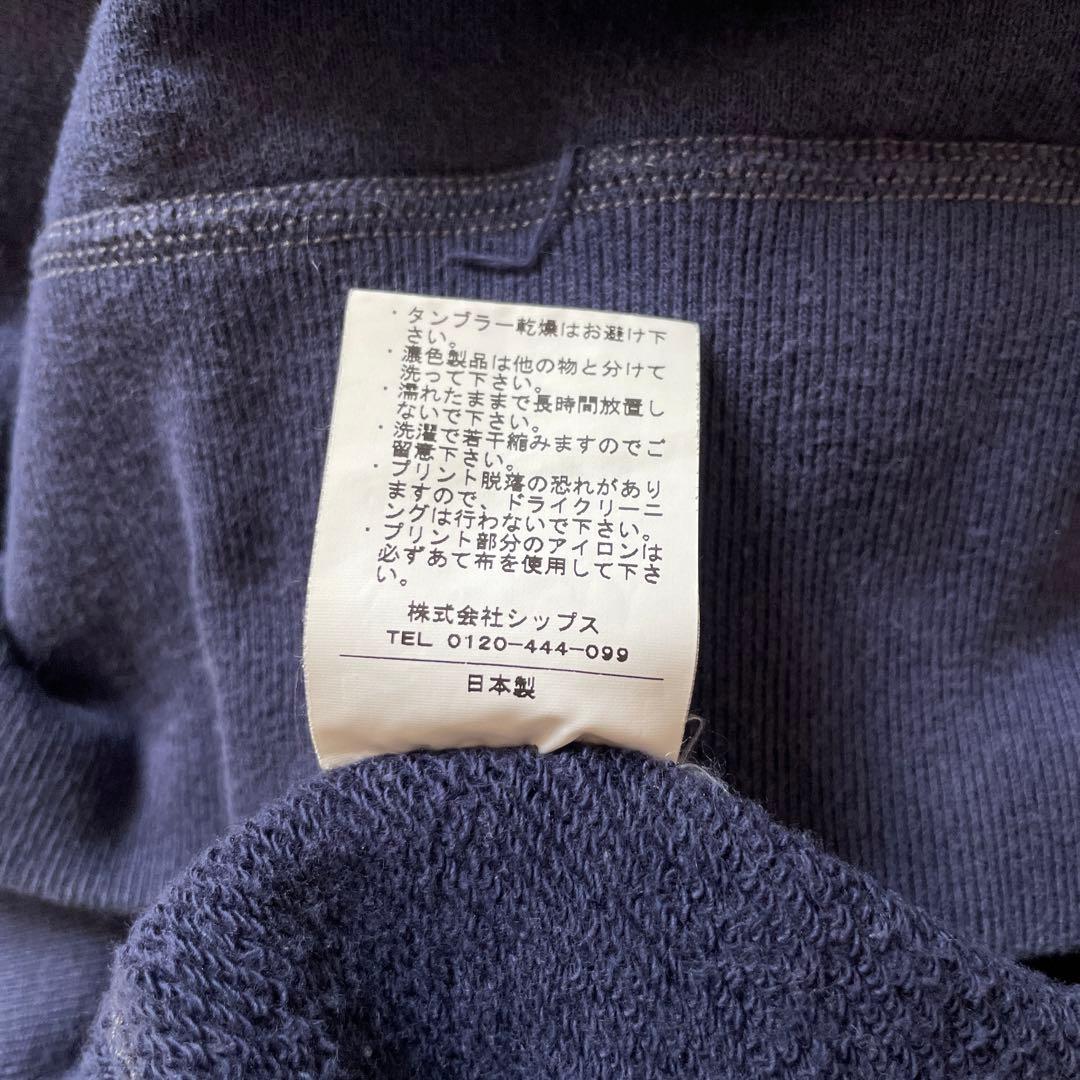 ・タンブラー乾燥はお避け下
さい。
・濃色製品は他の物と分けて
洗って下さい。
・濡れたままで長時間放置し
ないで下さい。
・洗濯で若干縮みますのでご
留意下さい。
・プリント脱落の恐れがあり
ますので、ドライクリーニ
ングは行わないで下さい。
・プリント部分のアイロンは
必ずあて布を使用して下さ
い。
株式会社シップス
TEL 0120-444-099
日本製